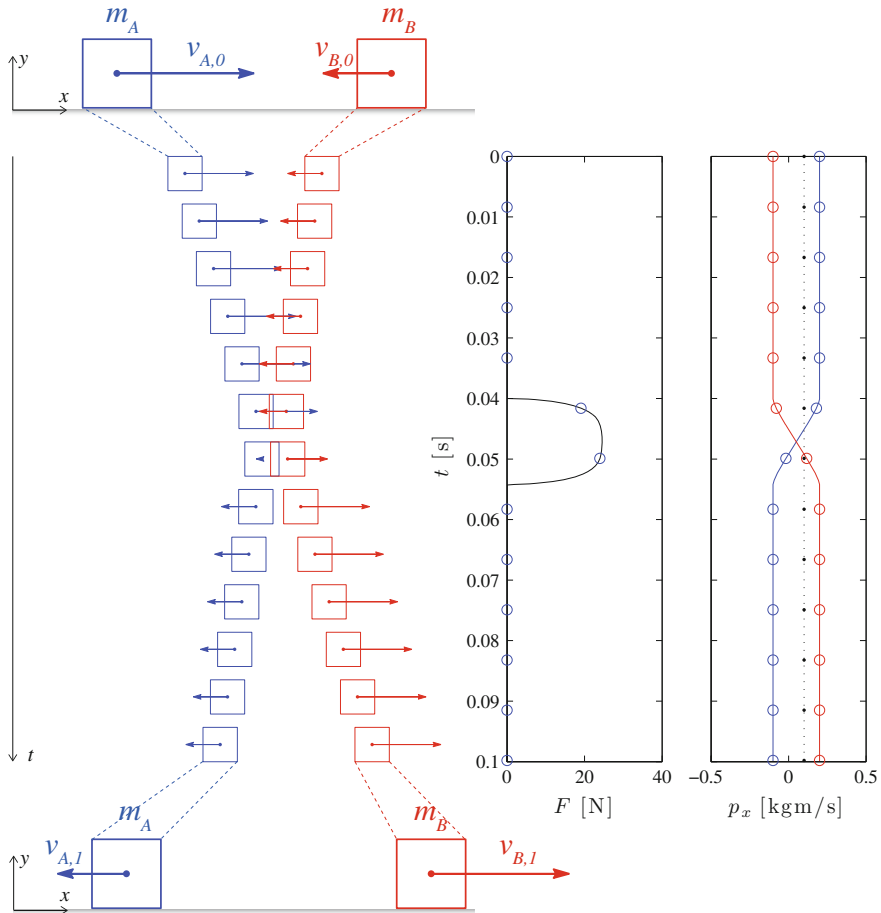 m_A
m_B
v_{A,0}
v_{B,0}
y
x
0
0.01
0.02
0.03
0.04
0.05
0.06
0.07
0.08
0.09
0.1
t [s]
0 20 40
F [N]
−0.5 0 0.5
p_x [kgm/s]
t
m_A
m_B
v_{A,1}
v_{B,1}
y
x